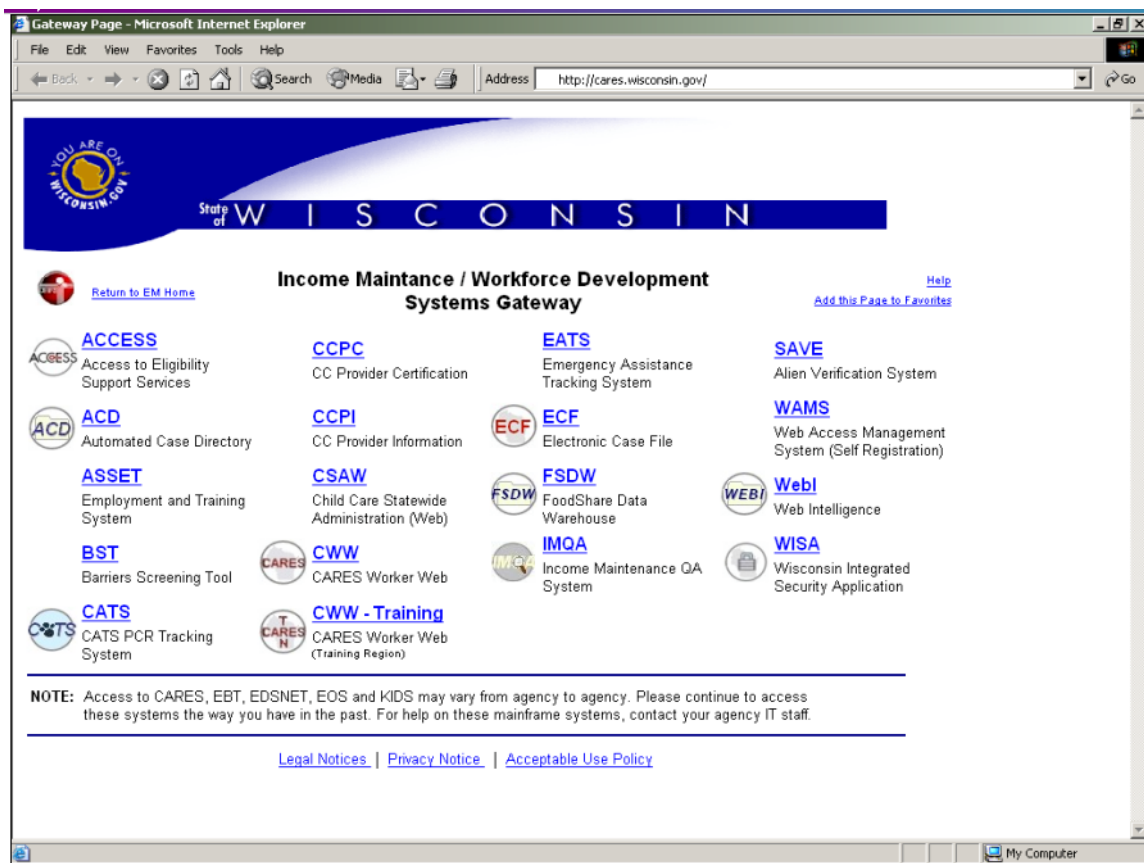 Gateway Page - Microsoft Internet Explorer
File Edit View Favorites Tools Help
Back Search Media Address http://cares.wisconsin.gov/ Go
YOU ARE ON
WISCONSIN.GOV
State of WISCONSIN
Return to EM Home
Income Maintance / Workforce Development
Systems Gateway
Help
Add this Page to Favorites
ACCESS
ACCESS
Access to Eligibility
Support Services
CCPC
CC Provider Certification
EATS
Emergency Assistance
Tracking System
SAVE
Alien Verification System
ACD
ACD
Automated Case Directory
CCPI
CC Provider Information
ECF
ECF
Electronic Case File
WAMS
Web Access Management
System (Self Registration)
ASSET
Employment and Training
System
CSAW
Child Care Statewide
Administration (Web)
FSDW
FSDW
FoodShare Data
Warehouse
WEBI
WebI
Web Intelligence
BST
Barriers Screening Tool
CARES
CWW
CARES Worker Web
IMQA
IMQA
Income Maintenance QA
System
WISA
Wisconsin Integrated
Security Application
CATS
CATS
CATS PCR Tracking
System
T
CARES
N
CWW - Training
CARES Worker Web
(Training Region)
NOTE: Access to CARES, EBT, EDSNET, EOS and KIDS may vary from agency to agency. Please continue to access
these systems the way you have in the past. For help on these mainframe systems, contact your agency IT staff.
Legal Notices | Privacy Notice | Acceptable Use Policy
My Computer